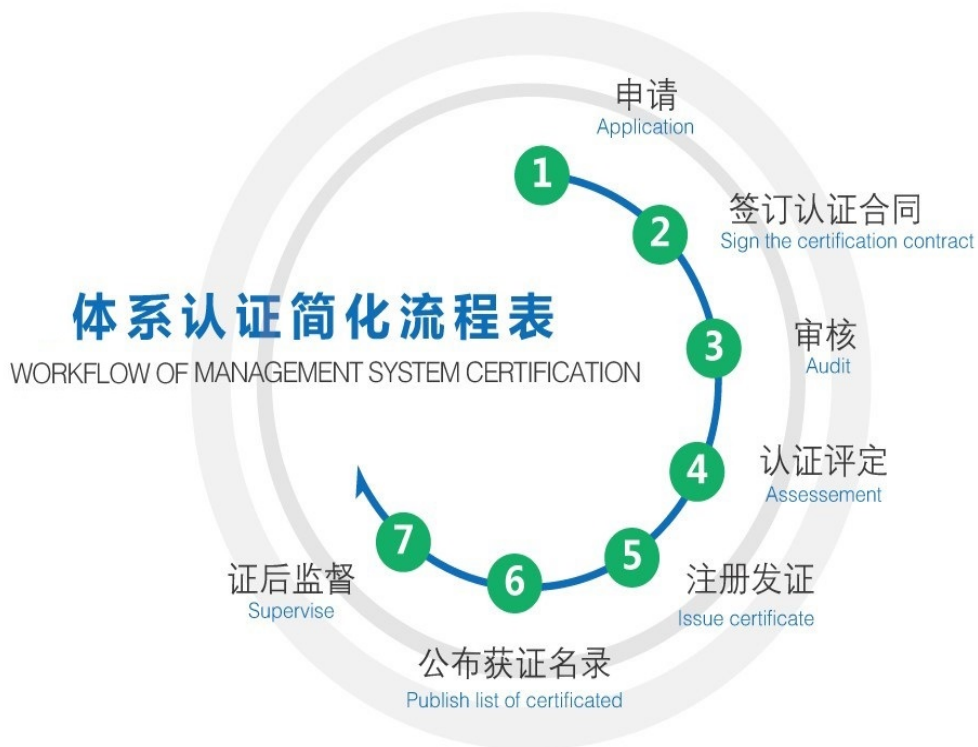 体系认证简化流程表
WORKFLOW OF MANAGEMENT SYSTEM CERTIFICATION
1
申请
Application
2
签订认证合同
Sign the certification contract
3
审核
Audit
4
认证评定
Assessement
5
注册发证
Issue certificate
6
公布获证名录
Publish list of certificated
7
证后监督
Supervise